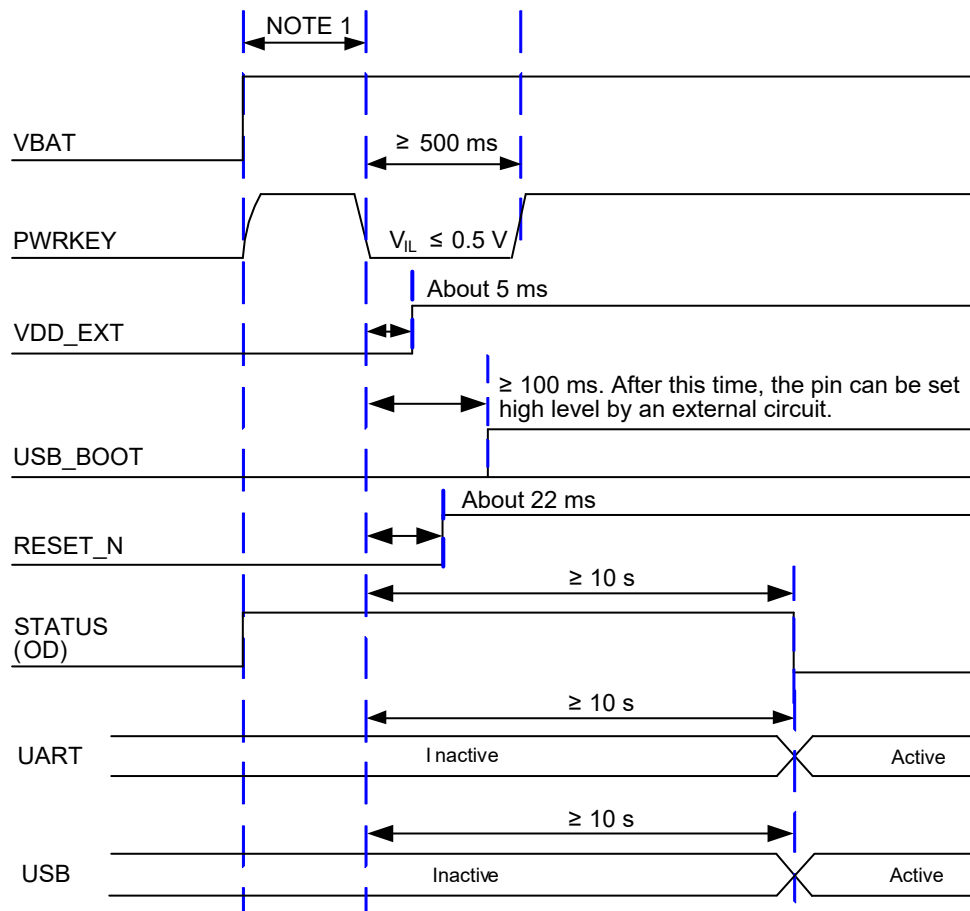 NOTE 1
VBAT
≥ 500 ms
PWRKEY
VIL ≤ 0.5 V
About 5 ms
VDD_EXT
≥ 100 ms. After this time, the pin can be set
high level by an external circuit.
USB_BOOT
About 22 ms
RESET_N
≥ 10 s
STATUS
(OD)
≥ 10 s
UART
Inactive
Active
≥ 10 s
USB
Inactive
Active